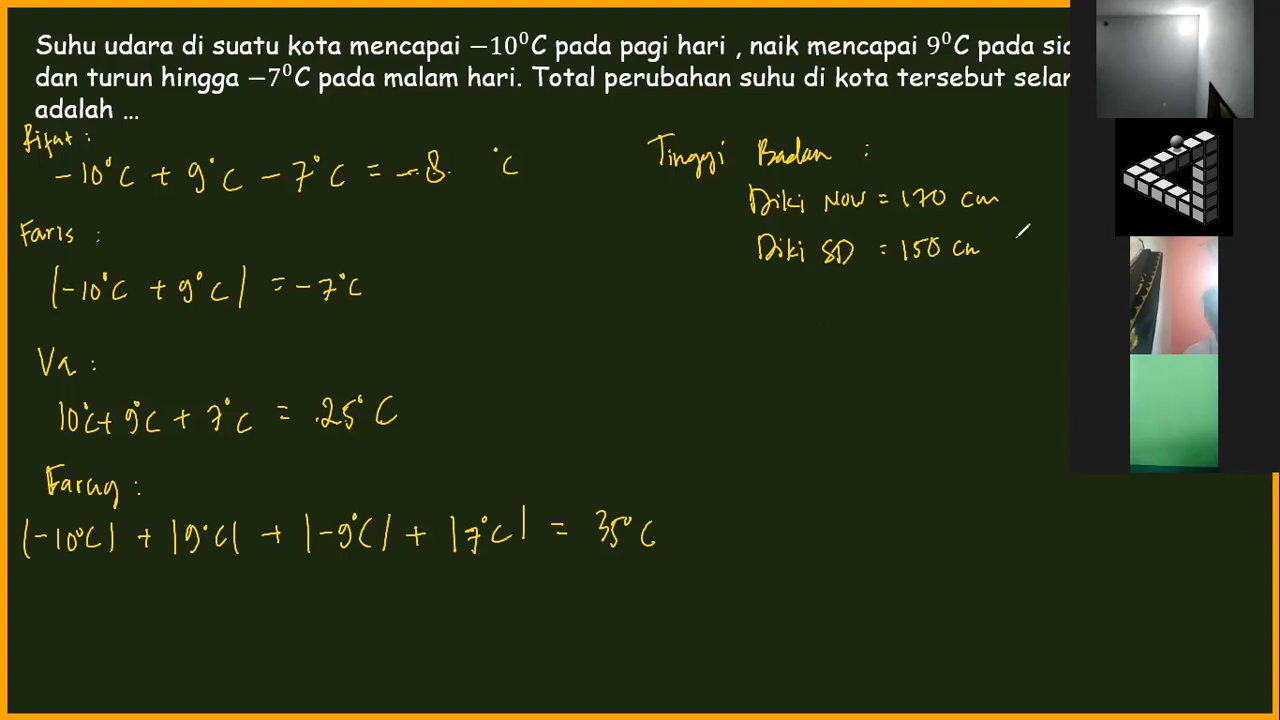 Suhu udara di suatu kota mencapai −10⁰C pada pagi hari , naik mencapai 9⁰C pada
dan turun hingga −7⁰C pada malam hari. Total perubahan suhu di kota tersebut
adalah ...
Rifat :
-10°C + 9°C - 7°C = -8. °C
Faris :
|-10°C + 9°C| = -7°C
Va :
10°C+ 9°C + 7°C = .25° C
Faruq :
|-10°C| + |9°C| + |-9°C| + |7°C| = 35°C
Tinggi Badan :
Diki NOW = 170 cm
Diki SD = 150 cm